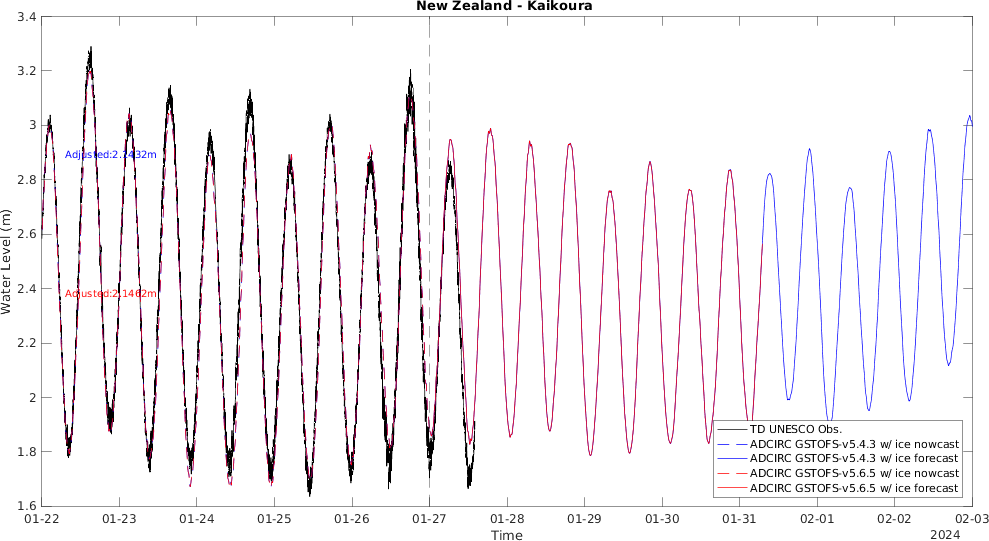 New Zealand - Kaikoura
3.4
3.2
3
2.8
2.6
2.4
2.2
2
1.8
1.6
Water Level (m)
Adjusted:2.1462m
TD UNESCO Obs.
ADCIRC GSTOFS-v5.4.3 w/ ice nowcast
ADCIRC GSTOFS-v5.4.3 w/ ice forecast
ADCIRC GSTOFS-v5.6.5 w/ ice nowcast
ADCIRC GSTOFS-v5.6.5 w/ ice forecast
01-22 01-23 01-24 01-25 01-26 01-27 01-28 01-29 01-30 01-31 02-01 02-02 02-03
Time
2024